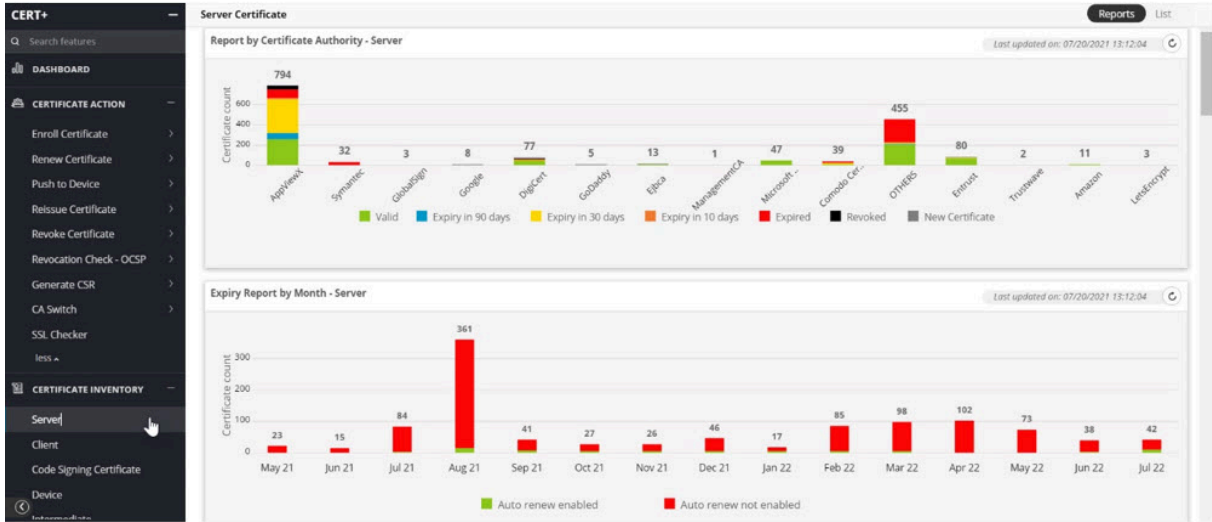 CERT+
Search features
DASHBOARD
CERTIFICATE ACTION
Enroll Certificate
Renew Certificate
Push to Device
Reissue Certificate
Revoke Certificate
Revocation Check - OCSP
Generate CSR
CA Switch
SSL Checker
less
CERTIFICATE INVENTORY
Server
Client
Code Signing Certificate
Device
Intermediate
Server Certificate
Reports List
Report by Certificate Authority - Server
Last updated on: 07/20/2021 13:12:04
Certificate count
600
400
200
0
794 32 3 8 77 5 13 1 47 39 455 80 2 11 3
AppViewX Symantec GlobalSign Google DigiCert GoDaddy Ejbca ManagementCA Microsoft .. Comodo Cer.. OTHERS Entrust Trustwave Amazon LetsEncrypt
Valid Expiry in 90 days Expiry in 30 days Expiry in 10 days Expired Revoked New Certificate
Expiry Report by Month - Server
Last updated on: 07/20/2021 13:12:04
Certificate count
300
200
100
0
23 15 84 361 41 27 26 46 17 85 98 102 73 38 42
May 21 Jun 21 Jul 21 Aug 21 Sep 21 Oct 21 Nov 21 Dec 21 Jan 22 Feb 22 Mar 22 Apr 22 May 22 Jun 22 Jul 22
Auto renew enabled Auto renew not enabled